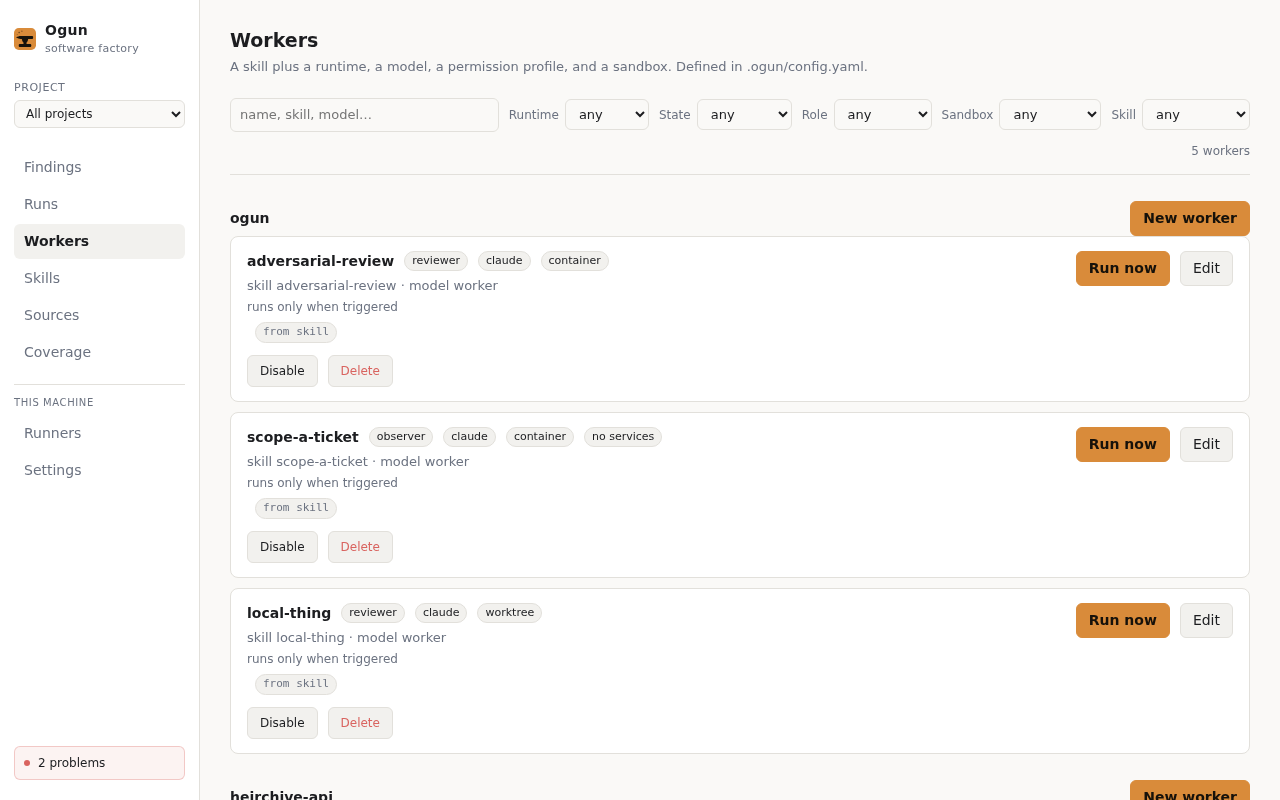 Ogun
software factory
PROJECT
All projects
Findings
Runs
Workers
Skills
Sources
Coverage
THIS MACHINE
Runners
Settings
2 problems
Workers
A skill plus a runtime, a model, a permission profile, and a sandbox. Defined in .ogun/config.yaml.
name, skill, model... Runtime any State any Role any Sandbox any Skill any
5 workers
ogun New worker
adversarial-review reviewer claude container Run now Edit
skill adversarial-review · model worker
runs only when triggered
from skill
Disable Delete
scope-a-ticket observer claude container no services Run now Edit
skill scope-a-ticket · model worker
runs only when triggered
from skill
Disable Delete
local-thing reviewer claude worktree Run now Edit
skill local-thing · model worker
runs only when triggered
from skill
Disable Delete
heirchive-api New worker